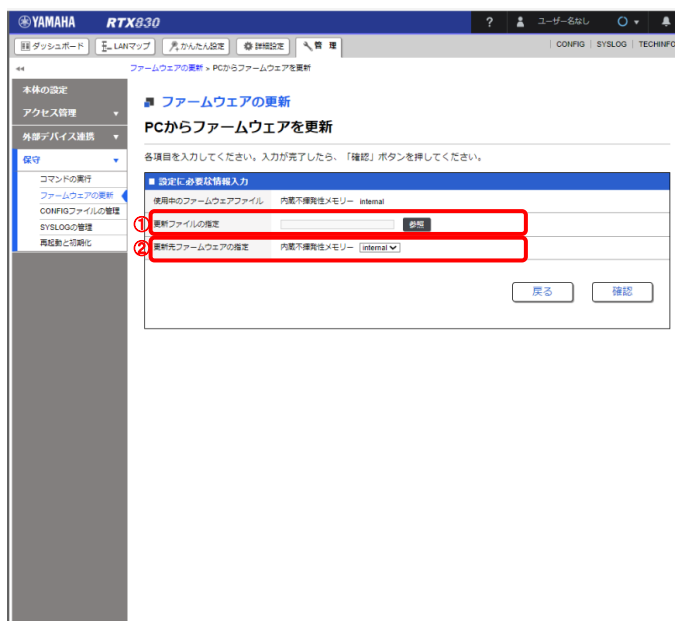 YAMAHA RTX830 ? ユーザー名なし
ダッシュボード LANマップ かんたん設定 詳細設定 管 理 CONFIG SYSLOG TECHINFO
ファームウェアの更新 > PCからファームウェアを更新
本体の設定
アクセス管理
外部デバイス連携
保守
コマンドの実行
ファームウェアの更新
CONFIGファイルの管理
SYSLOGの管理
再起動と初期化
ファームウェアの更新
PCからファームウェアを更新
各項目を入力してください。入力が完了したら、「確認」ボタンを押してください。
■ 設定に必要な情報入力
使用中のファームウェアファイル 内蔵不揮発性メモリー internal
① 更新ファイルの指定 参照
② 更新先ファームウェアの指定 内蔵不揮発性メモリー internal
戻る 確認